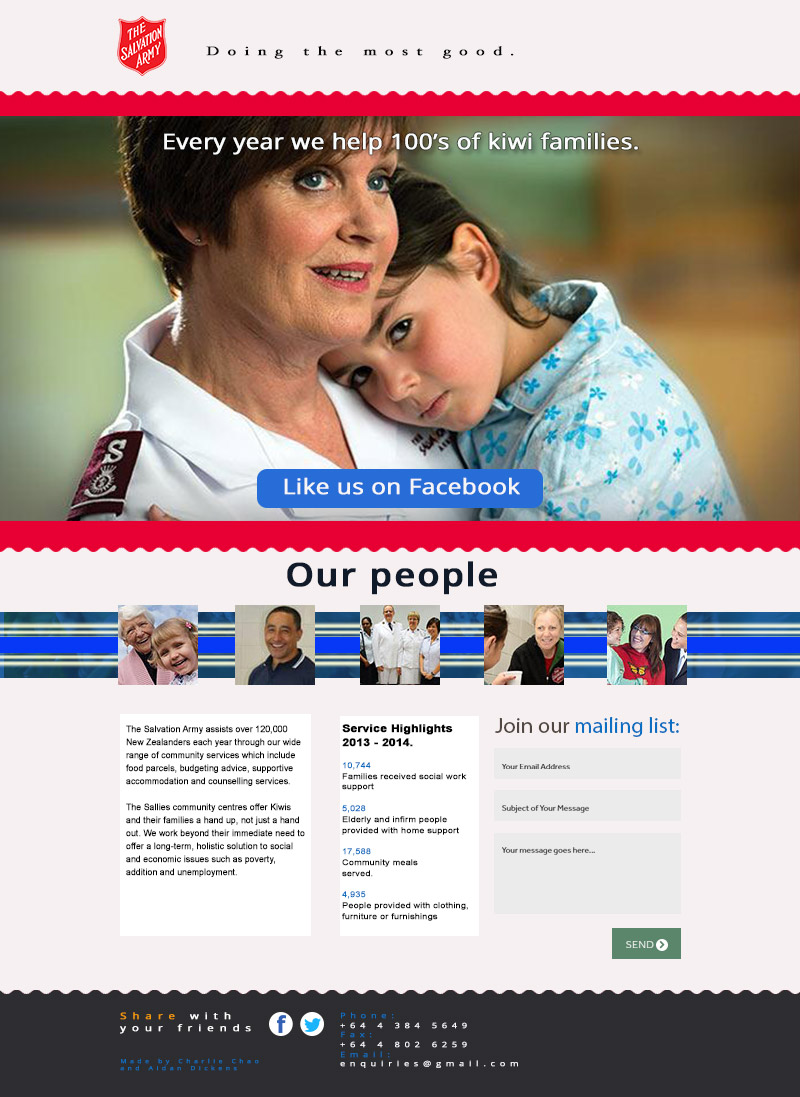 THE
SALVATION
ARMY
Doing the most good.
Every year we help 100's of kiwi families.
S
THE
Like us on Facebook
Our people
The Salvation Army assists over 120,000
New Zealanders each year through our wide
range of community services which include
food parcels, budgeting advice, supportive
accommodation and counselling services.
The Sallies community centres offer Kiwis
and their families a hand up, not just a hand
out. We work beyond their immediate need to
offer a long-term, holistic solution to social
and economic issues such as poverty,
addition and unemployment.
Service Highlights
2013 - 2014.
10,744
Families received social work
support
5,028
Elderly and infirm people
provided with home support
17,588
Community meals
served.
4,935
People provided with clothing,
furniture or furnishings
Join our mailing list:
Your Email Address
Subject of Your Message
Your message goes here...
SEND
Share with
your friends
Made by Charlie Chao
and Aidan Dickens
Phone:
+64 4 384 5649
Fax:
+64 4 802 6259
Email:
enquiries@gmail.com